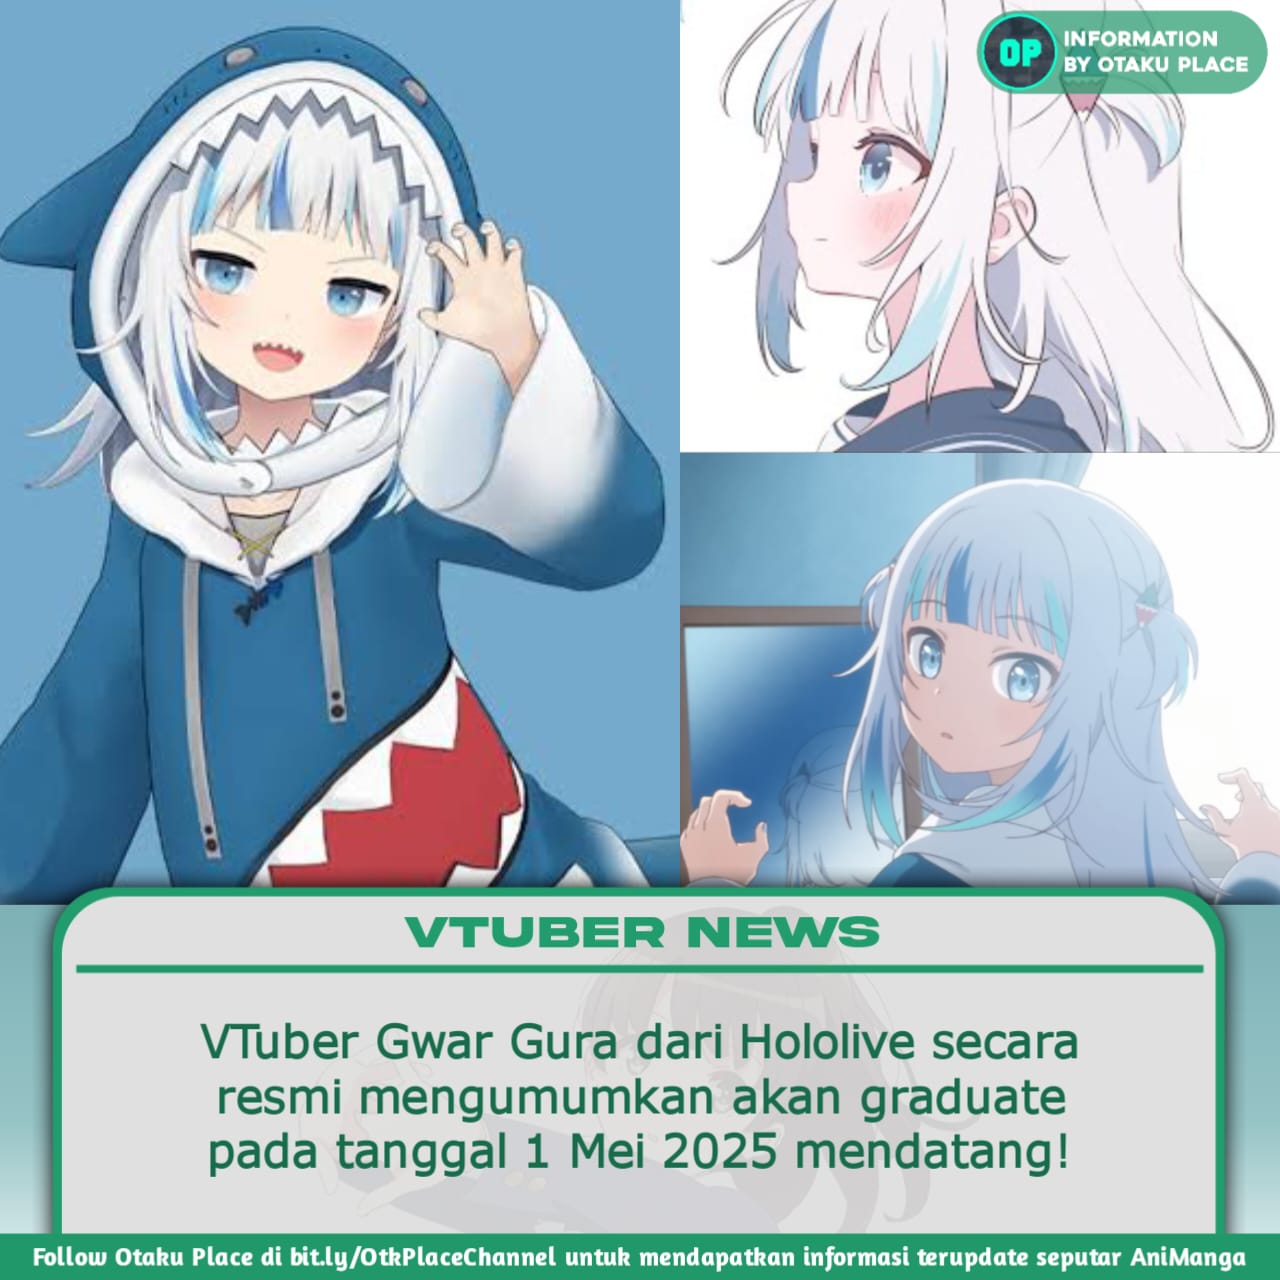 OP
INFORMATION
BY OTAKU PLACE
VTUBER NEWS
VTuber Gwar Gura dari Hololive secara
resmi mengumumkan akan graduate
pada tanggal 1 Mei 2025 mendatang!
Follow Otaku Place di bit.ly/OtkPlaceChannel untuk mendapatkan informasi terupdate seputar AniManga